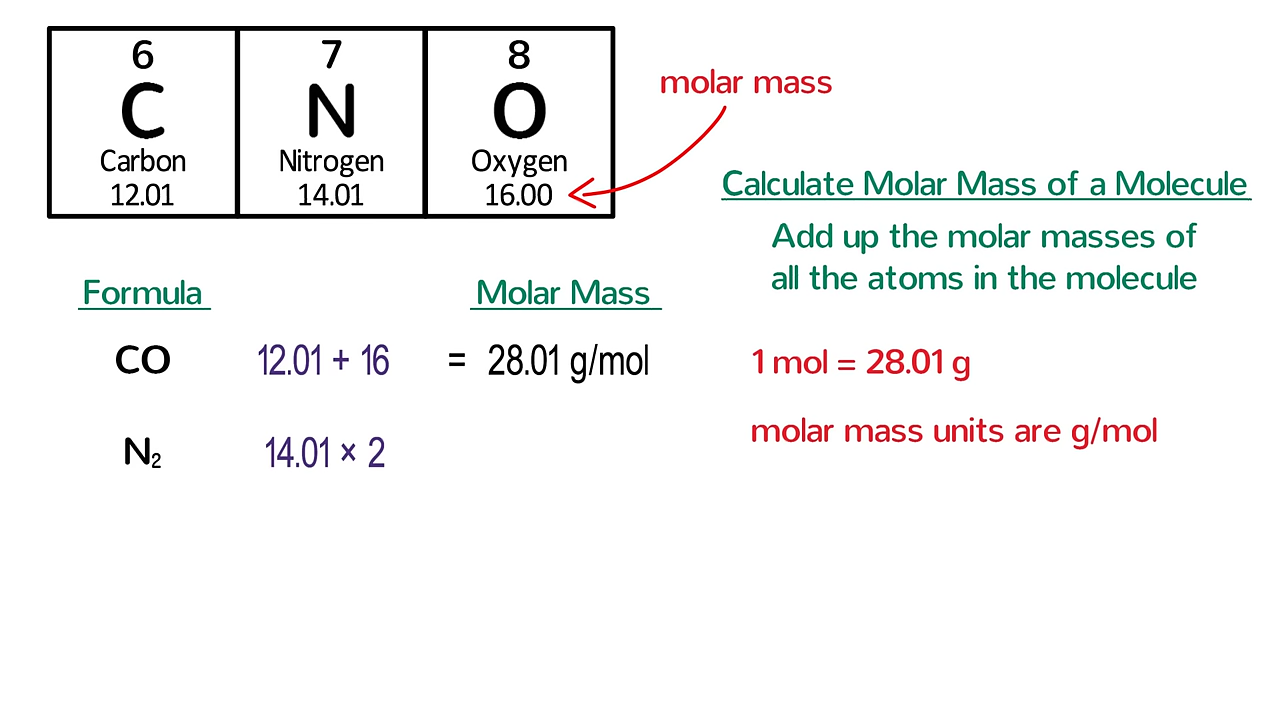 6 7 8
C N O
Carbon Nitrogen Oxygen
12.01 14.01 16.00
molar mass
Calculate Molar Mass of a Molecule
Add up the molar masses of
all the atoms in the molecule
Formula Molar Mass
CO 12.01 + 16 = 28.01 g/mol
1 mol = 28.01 g
molar mass units are g/mol
N₂ 14.01 × 2